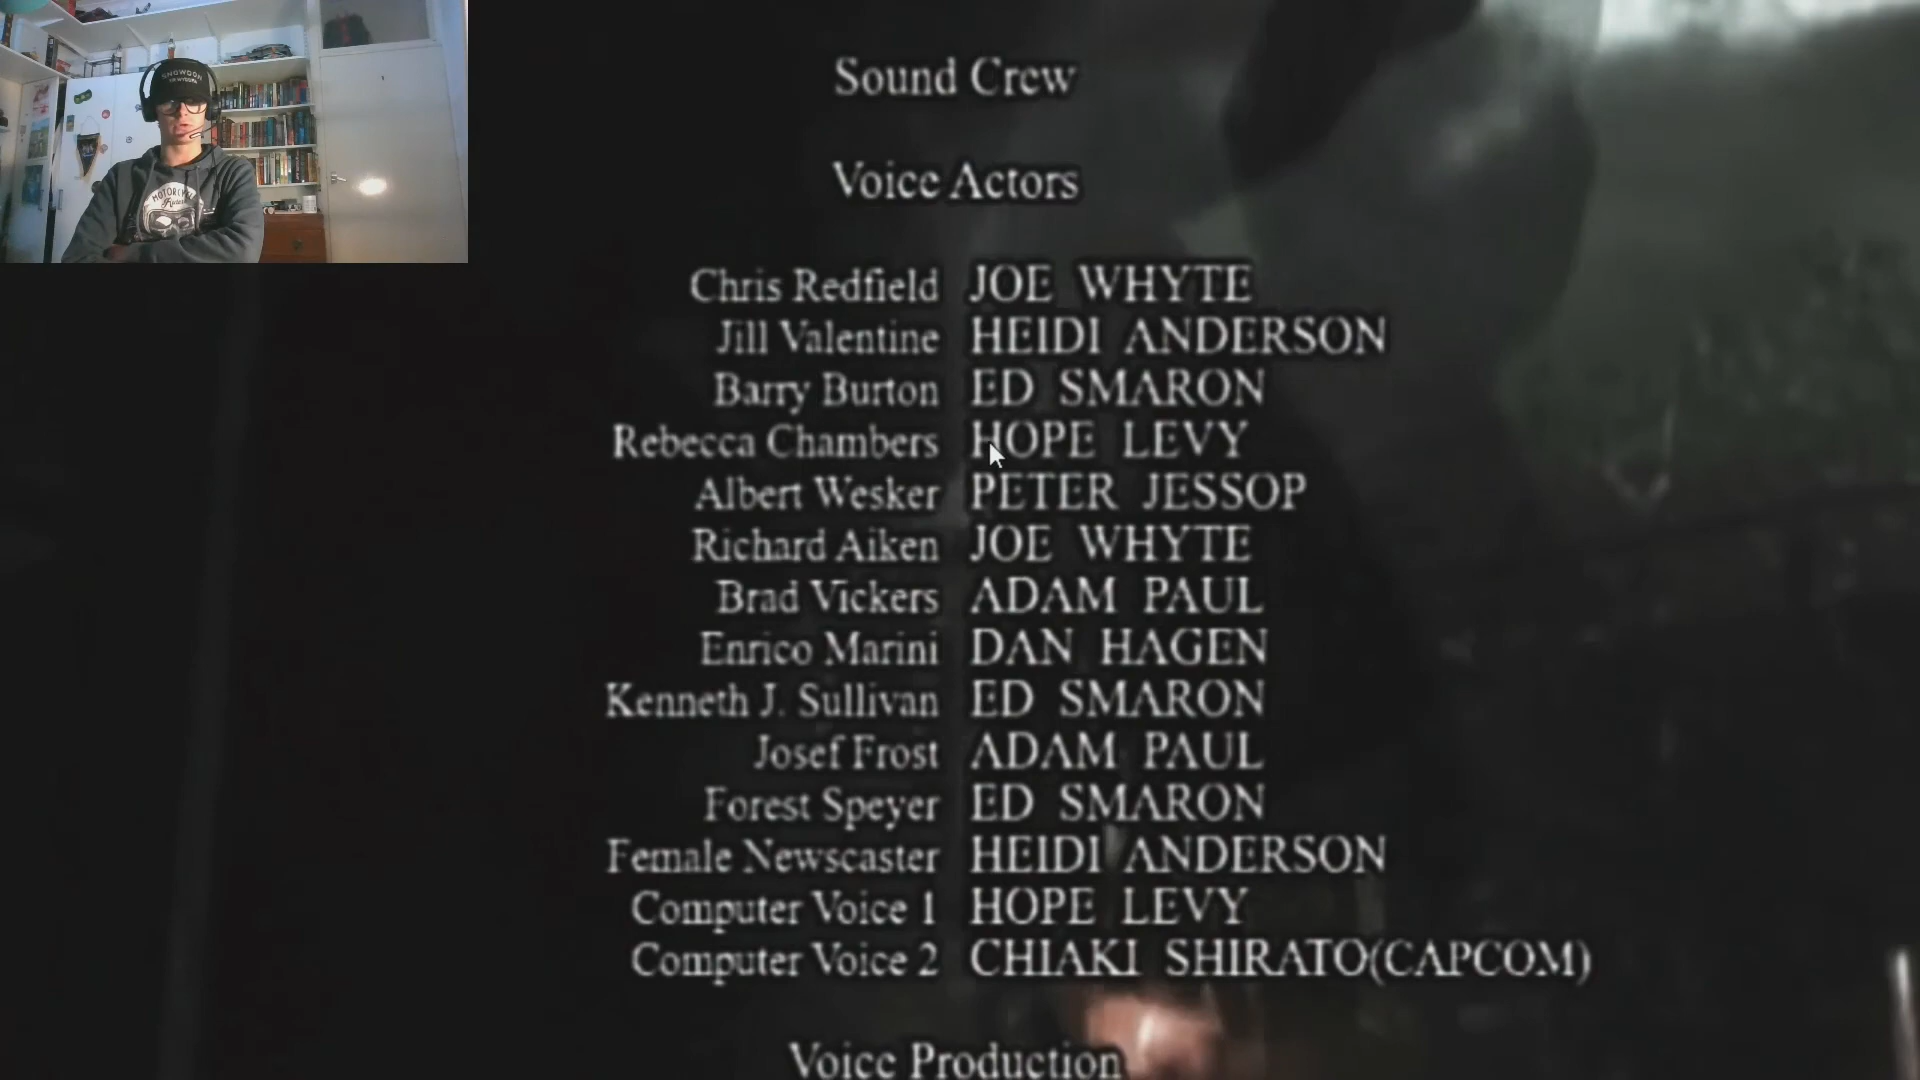 SNOWDON
MOTORCYCLE
Riders
Sound Crew
Voice Actors
Chris Redfield JOE WHYTE
Jill Valentine HEIDI ANDERSON
Barry Burton ED SMARON
Rebecca Chambers HOPE LEVY
Albert Wesker PETER JESSOP
Richard Aiken JOE WHYTE
Brad Vickers ADAM PAUL
Enrico Marini DAN HAGEN
Kenneth J. Sullivan ED SMARON
Josef Frost ADAM PAUL
Forest Speyer ED SMARON
Female Newscaster HEIDI ANDERSON
Computer Voice 1 HOPE LEVY
Computer Voice 2 CHIAKI SHIRATO(CAPCOM)
Voice Production